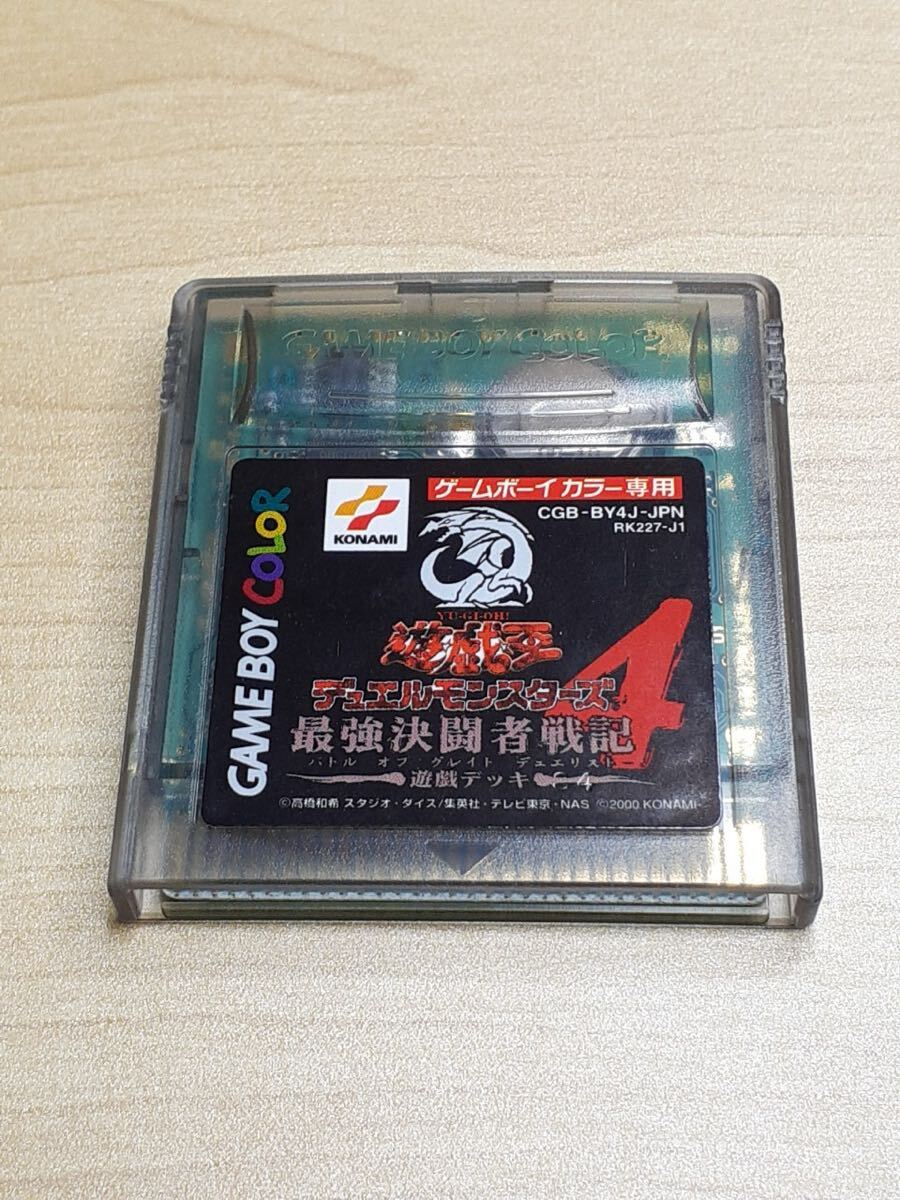 GAME BOY COLOR
GAME BOY COLOR
KONAMI
ゲームボーイカラー専用
CGB-BY4J-JPN
RK227-J1
YU-GI-OH!
遊戯王
デュエルモンスターズ
4
最強決闘者戦記
バトル オブ グレイト デュエリスト
遊戯デッキ
©高橋和希 スタジオ・ダイス/集英社・テレビ東京・NAS ©2000 KONAMI